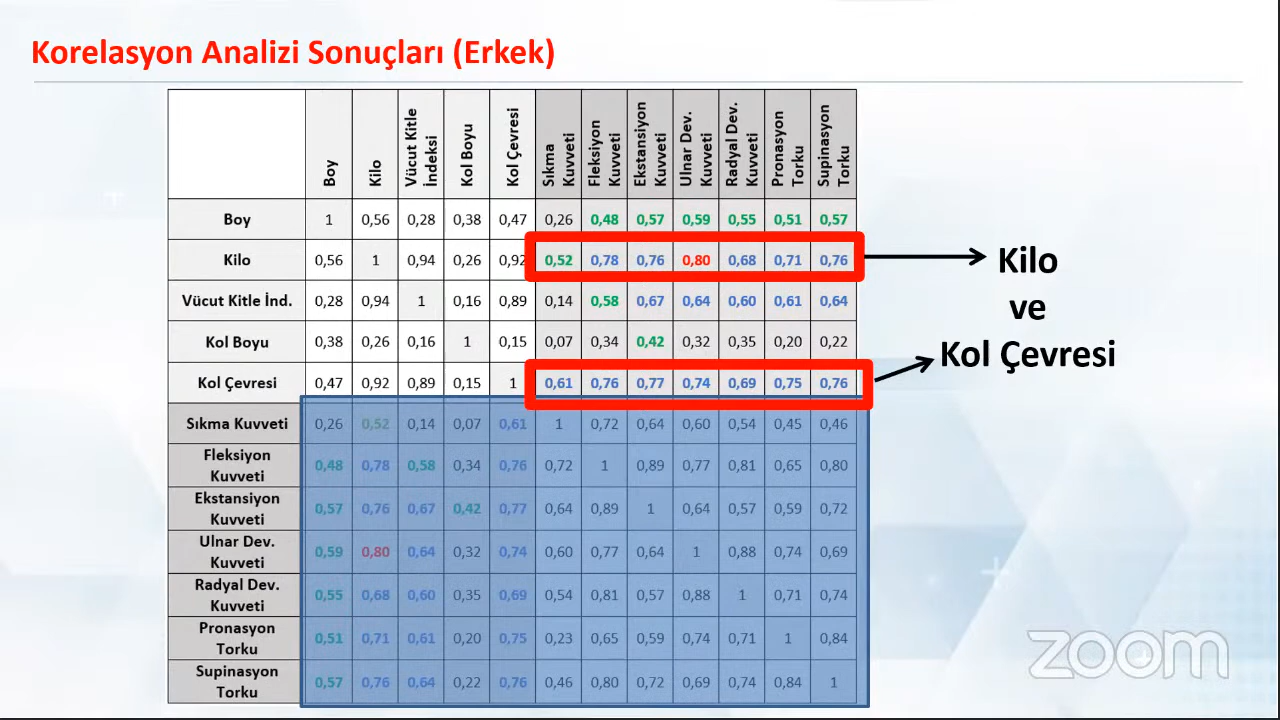 Korelasyon Analizi Sonuçları (Erkek)
Boy Kilo Vücut Kitle İndeksi Kol Boyu Kol Çevresi Sıkma Kuvveti Fleksiyon Kuvveti Ekstansiyon Kuvveti Ulnar Dev. Kuvveti Radyal Dev. Kuvveti Pronasyon Torku Supinasyon Torku
Boy 1 0,56 0,28 0,38 0,47 0,26 0,48 0,57 0,59 0,55 0,51 0,57
Kilo 0,56 1 0,94 0,26 0,92 0,52 0,78 0,76 0,80 0,68 0,71 0,76
Vücut Kitle İnd. 0,28 0,94 1 0,16 0,89 0,14 0,58 0,67 0,64 0,60 0,61 0,64
Kol Boyu 0,38 0,26 0,16 1 0,15 0,07 0,34 0,42 0,32 0,35 0,20 0,22
Kol Çevresi 0,47 0,92 0,89 0,15 1 0,61 0,76 0,77 0,74 0,69 0,75 0,76
Sıkma Kuvveti 0,26 0,52 0,14 0,07 0,61 1 0,72 0,64 0,60 0,54 0,45 0,46
Fleksiyon Kuvveti 0,48 0,78 0,58 0,34 0,76 0,72 1 0,89 0,77 0,81 0,65 0,80
Ekstansiyon Kuvveti 0,57 0,76 0,67 0,42 0,77 0,64 0,89 1 0,64 0,57 0,59 0,72
Ulnar Dev. Kuvveti 0,59 0,80 0,64 0,32 0,74 0,60 0,77 0,64 1 0,88 0,74 0,69
Radyal Dev. Kuvveti 0,55 0,68 0,60 0,35 0,69 0,54 0,81 0,57 0,88 1 0,71 0,74
Pronasyon Torku 0,51 0,71 0,61 0,20 0,75 0,23 0,65 0,59 0,74 0,71 1 0,84
Supinasyon Torku 0,57 0,76 0,64 0,22 0,76 0,46 0,80 0,72 0,69 0,74 0,84 1
Kilo
ve
Kol Çevresi
zoom